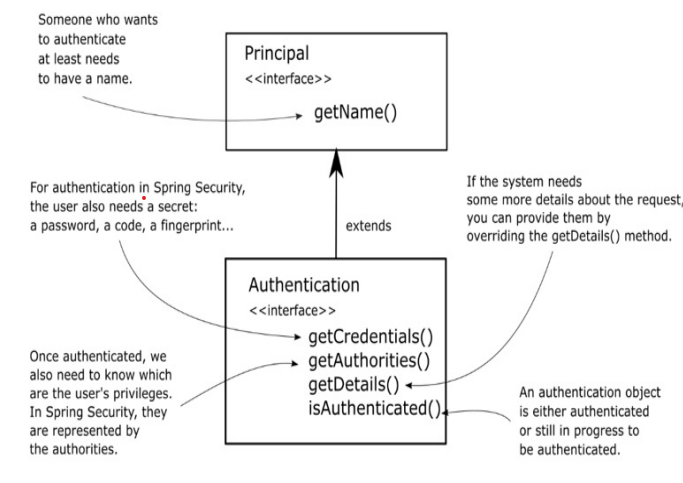 Someone who wants
to authenticate
at least needs
to have a name.
Principal
<<interface>>
getName()
For authentication in Spring Security,
the user also needs a secret:
a password, a code, a fingerprint...
extends
If the system needs
some more details about the request,
you can provide them by
overriding the getDetails() method.
Authentication
<<interface>>
getCredentials()
getAuthorities()
getDetails()
isAuthenticated()
Once authenticated, we
also need to know which
are the user's privileges.
In Spring Security, they
are represented by
the authorities.
An authentication object
is either authenticated
or still in progress to
be authenticated.